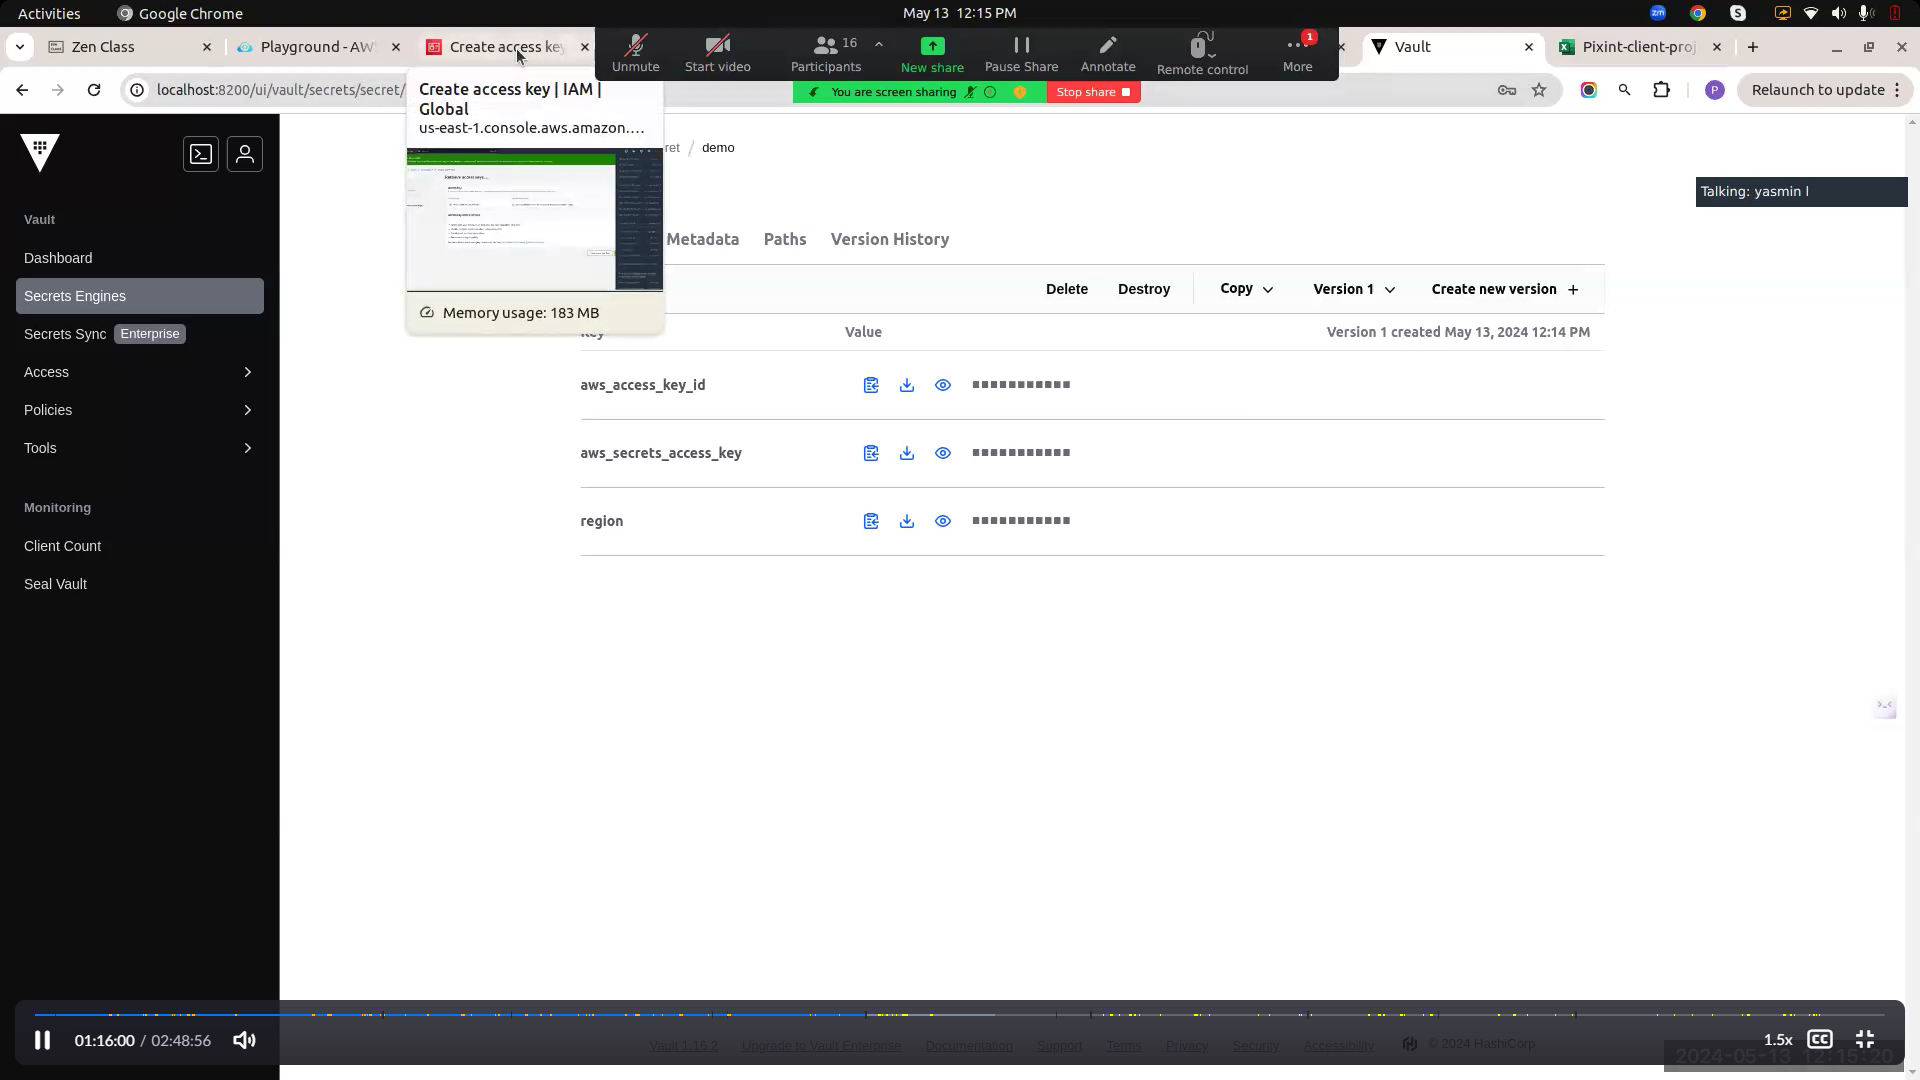 Activities
Google Chrome
May 13 12:15 PM
Zen Class
Playground - AW
Create access key
Unmute
Start video
16
Participants
New share
Pause Share
Annotate
Remote control
1
More
Vault
Pixint-client-proj
localhost:8200/ui/vault/secrets/secret/
You are screen sharing
Stop share
P
Relaunch to update
Create access key | IAM |
Global
us-east-1.console.aws.amazon....
Memory usage: 183 MB
ret / demo
Talking: yasmin l
Metadata
Paths
Version History
Delete
Destroy
Copy
Version 1
Create new version +
Key
Value
Version 1 created May 13, 2024 12:14 PM
aws_access_key_id
aws_secrets_access_key
region
Vault
Dashboard
Secrets Engines
Secrets Sync
Enterprise
Access
Policies
Tools
Monitoring
Client Count
Seal Vault
01:16:00 / 02:48:56
1.5x
CC
Vault 1.16.2
Upgrade to Vault Enterprise
Documentation
Support
Terms
Privacy
Security
Accessibility
© 2024 HashiCorp
2024-05-13 12:15:20